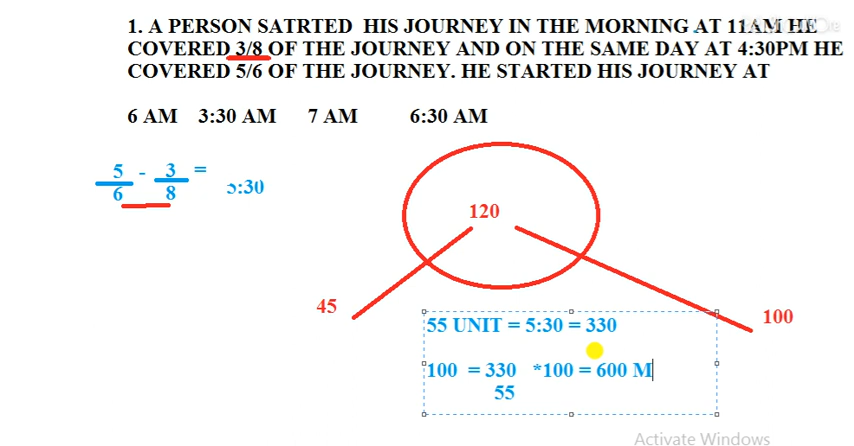 1. A PERSON SATRTED HIS JOURNEY IN THE MORNING AT 11AM HE
COVERED 3/8 OF THE JOURNEY AND ON THE SAME DAY AT 4:30PM HE
COVERED 5/6 OF THE JOURNEY. HE STARTED HIS JOURNEY AT
6 AM 3:30 AM 7 AM 6:30 AM
5 - 3 =
6 8
5:30
120
45
100
55 UNIT = 5:30 = 330
100 = 330 *100 = 600 M
55
Activate Windows